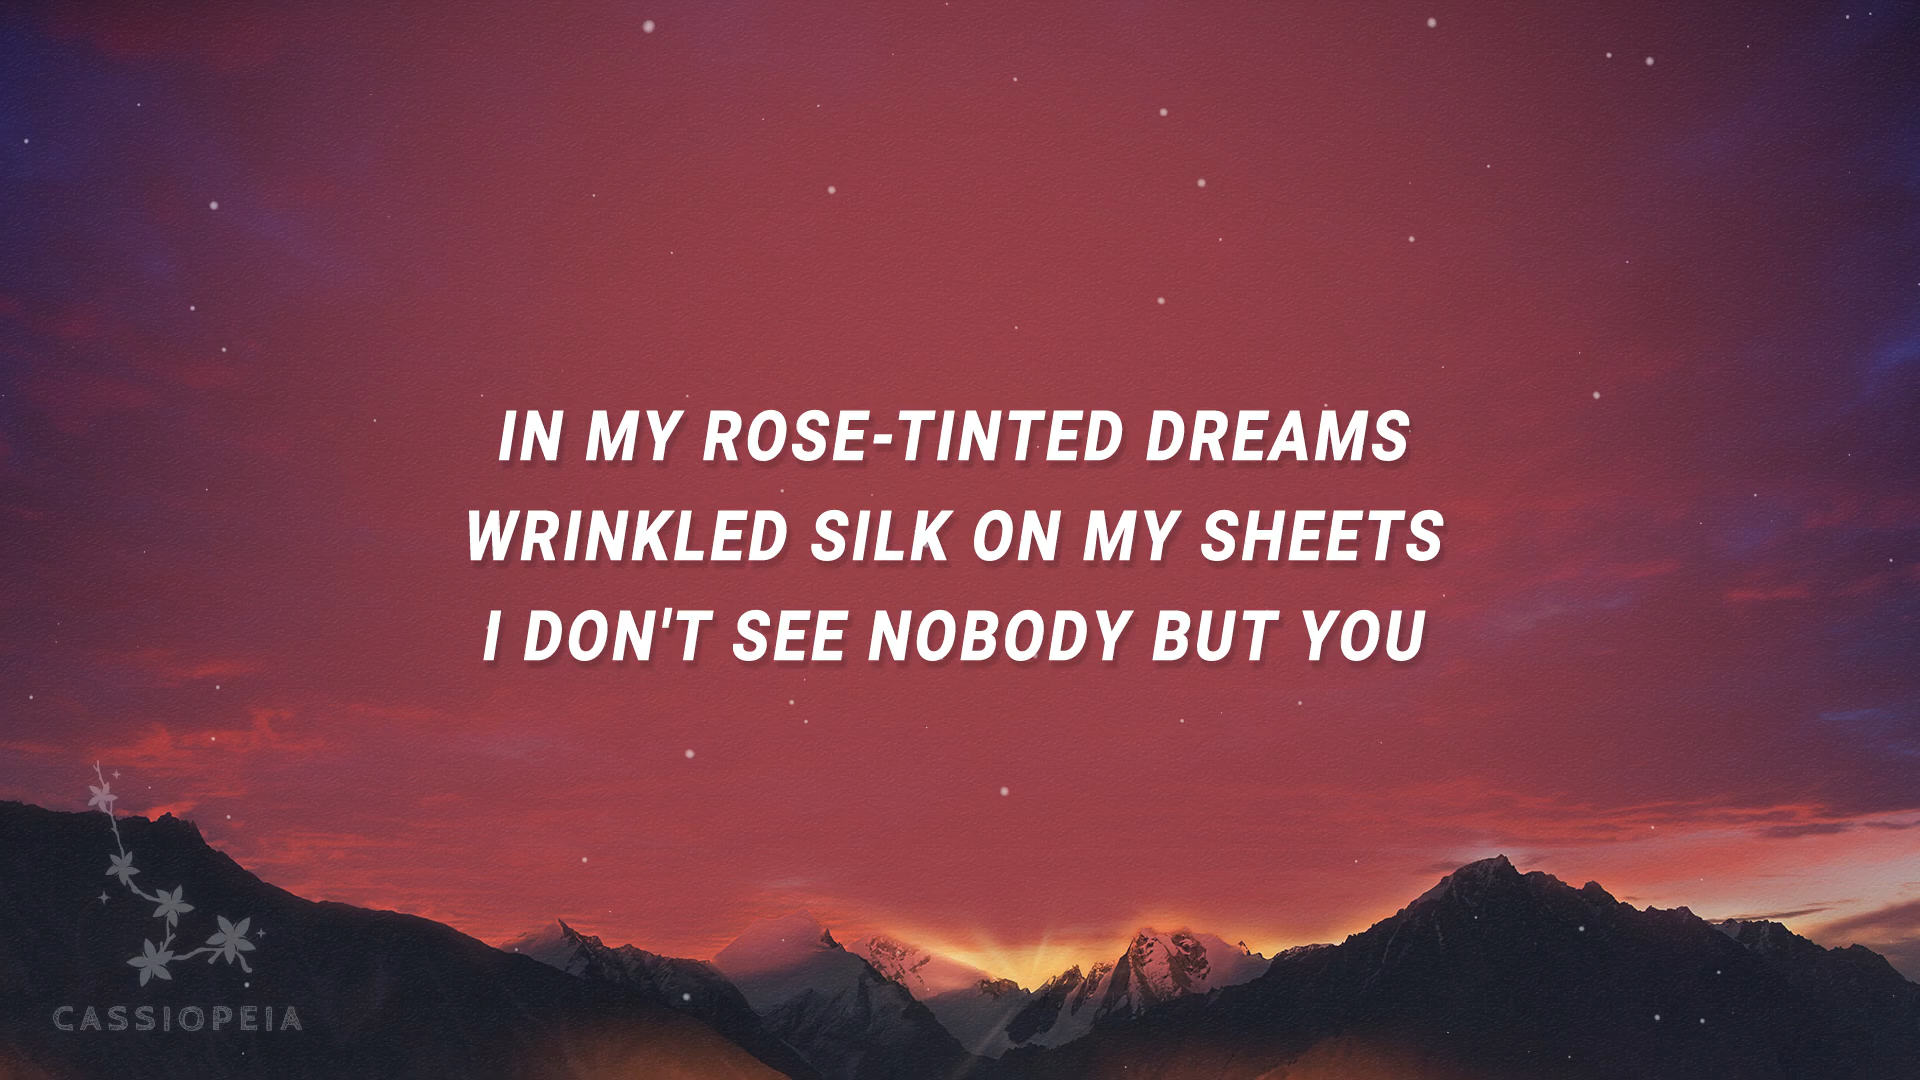 IN MY ROSE-TINTED DREAMS
WRINKLED SILK ON MY SHEETS
I DON'T SEE NOBODY BUT YOU
CASSIOPEIA